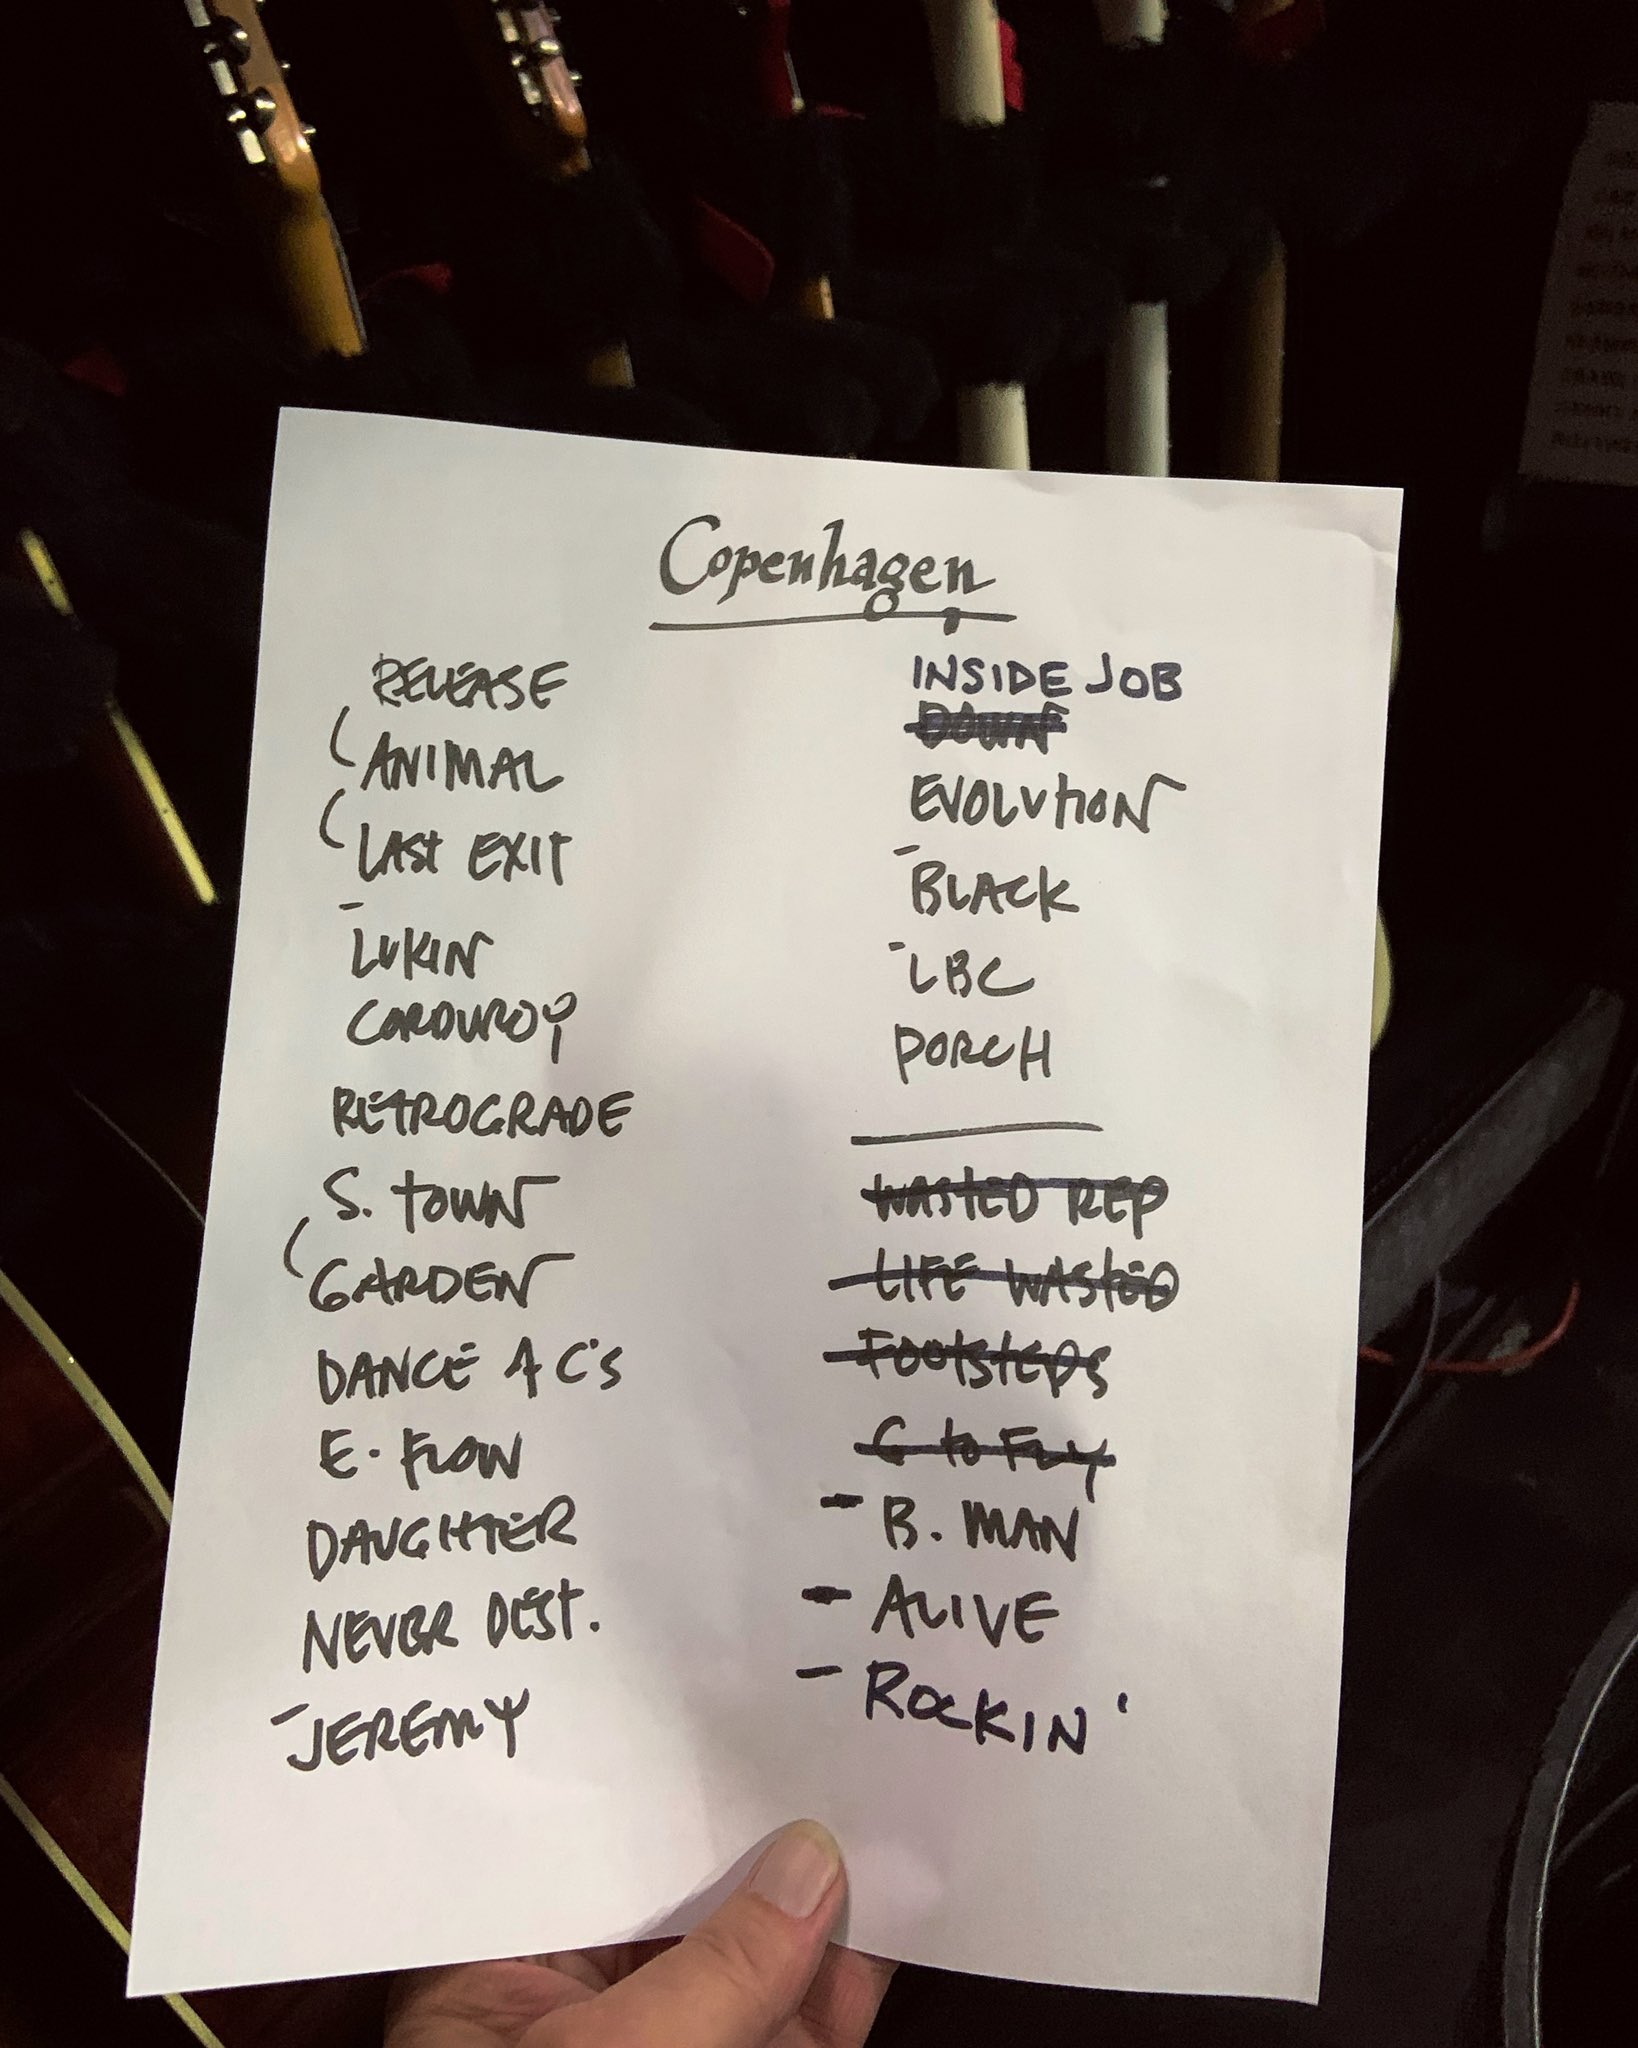 Copenhagen
RELEASE
ANIMAL
LAST EXIT
LUKIN
CORDUROY
RETROGRADE
S. TOWN
GARDEN
DANCE 4 C's
E. FLOW
DAUGHTER
NEVER DEST.
JEREMY
INSIDE JOB
DOWN
EVOLUTION
BLACK
LBC
PORCH
WASTED REP
LIFE WASTED
FOOTSTEPS
G to FLY
B. MAN
ALIVE
ROCKIN'